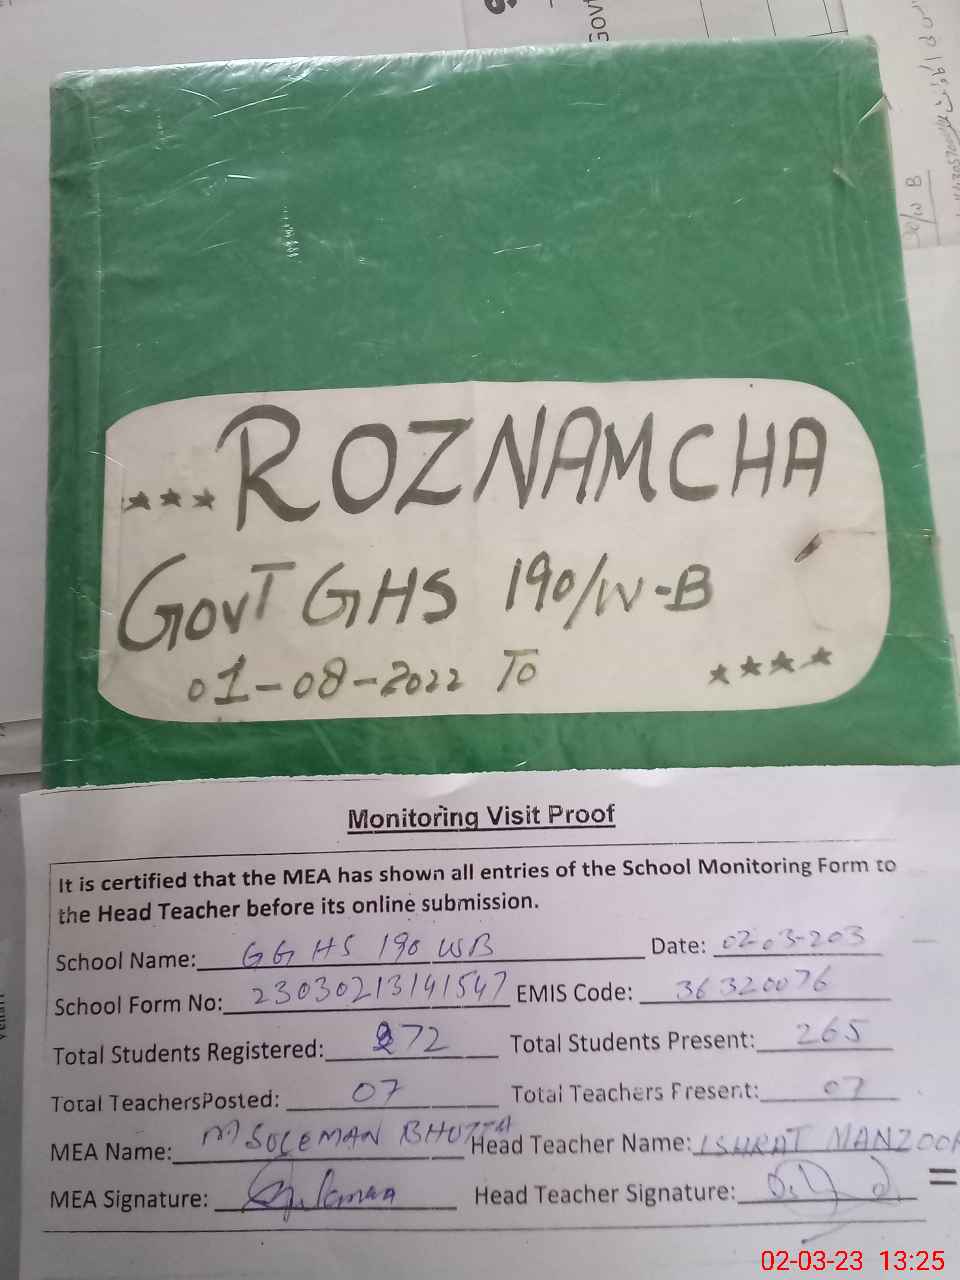 GOVT
ROZNAMCHA
GOVT GHS 190/W-B
01-08-2022 TO
Monitoring Visit Proof
It is certified that the MEA has shown all entries of the School Monitoring Form to
the Head Teacher before its online submission.
School Name: GGHS 190 WB Date: 02-03-203
School Form No: 23030213141547 EMIS Code: 36320076
Total Students Registered: 272 Total Students Present: 265
Total TeachersPosted: 07 Total Teachers Present: 07
MEA Name: M SULEMAN BHUTTA Head Teacher Name: ISHRAT MANZOOR
MEA Signature: Head Teacher Signature:
02-03-23 13:25